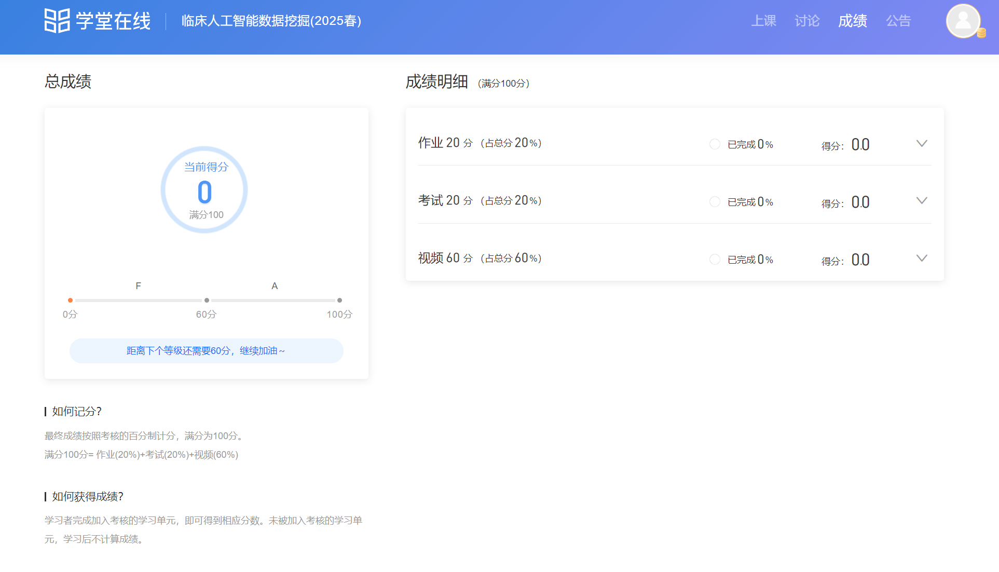 学堂在线
临床人工智能数据挖掘(2025春)
上课
讨论
成绩
公告
总成绩
当前得分
0
满分100
F
A
0分
60分
100分
距离下个等级还需要60分，继续加油~
如何记分？
最终成绩按照考核的百分制计分，满分为100分。
满分100分= 作业(20%)+考试(20%)+视频(60%)
如何获得成绩？
学习者完成加入考核的学习单元，即可得到相应分数。未被加入考核的学习单
元，学习后不计算成绩。
成绩明细 （满分100分）
作业 20 分 （占总分 20%） 已完成 0% 得分： 0.0
考试 20 分 （占总分 20%） 已完成 0% 得分： 0.0
视频 60 分 （占总分 60%） 已完成 0% 得分： 0.0